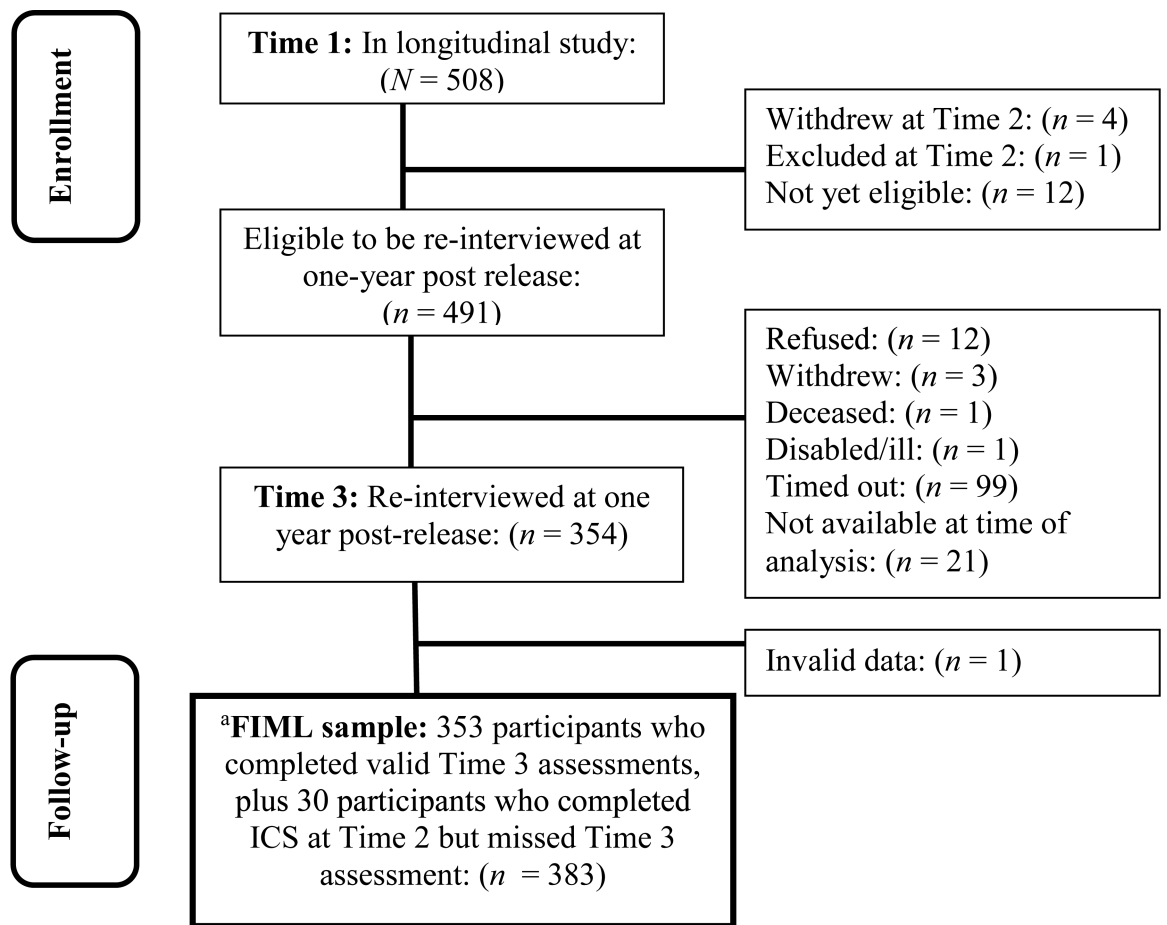 Enrollment
Time 1: In longitudinal study:
(N = 508)
Withdrew at Time 2: (n = 4)
Excluded at Time 2: (n = 1)
Not yet eligible: (n = 12)
Eligible to be re-interviewed at
one-year post release:
(n = 491)
Refused: (n = 12)
Withdrew: (n = 3)
Deceased: (n = 1)
Disabled/ill: (n = 1)
Timed out: (n = 99)
Not available at time of
analysis: (n = 21)
Time 3: Re-interviewed at one
year post-release: (n = 354)
Invalid data: (n = 1)
Follow-up
aFIML sample: 353 participants who
completed valid Time 3 assessments,
plus 30 participants who completed
ICS at Time 2 but missed Time 3
assessment: (n = 383)